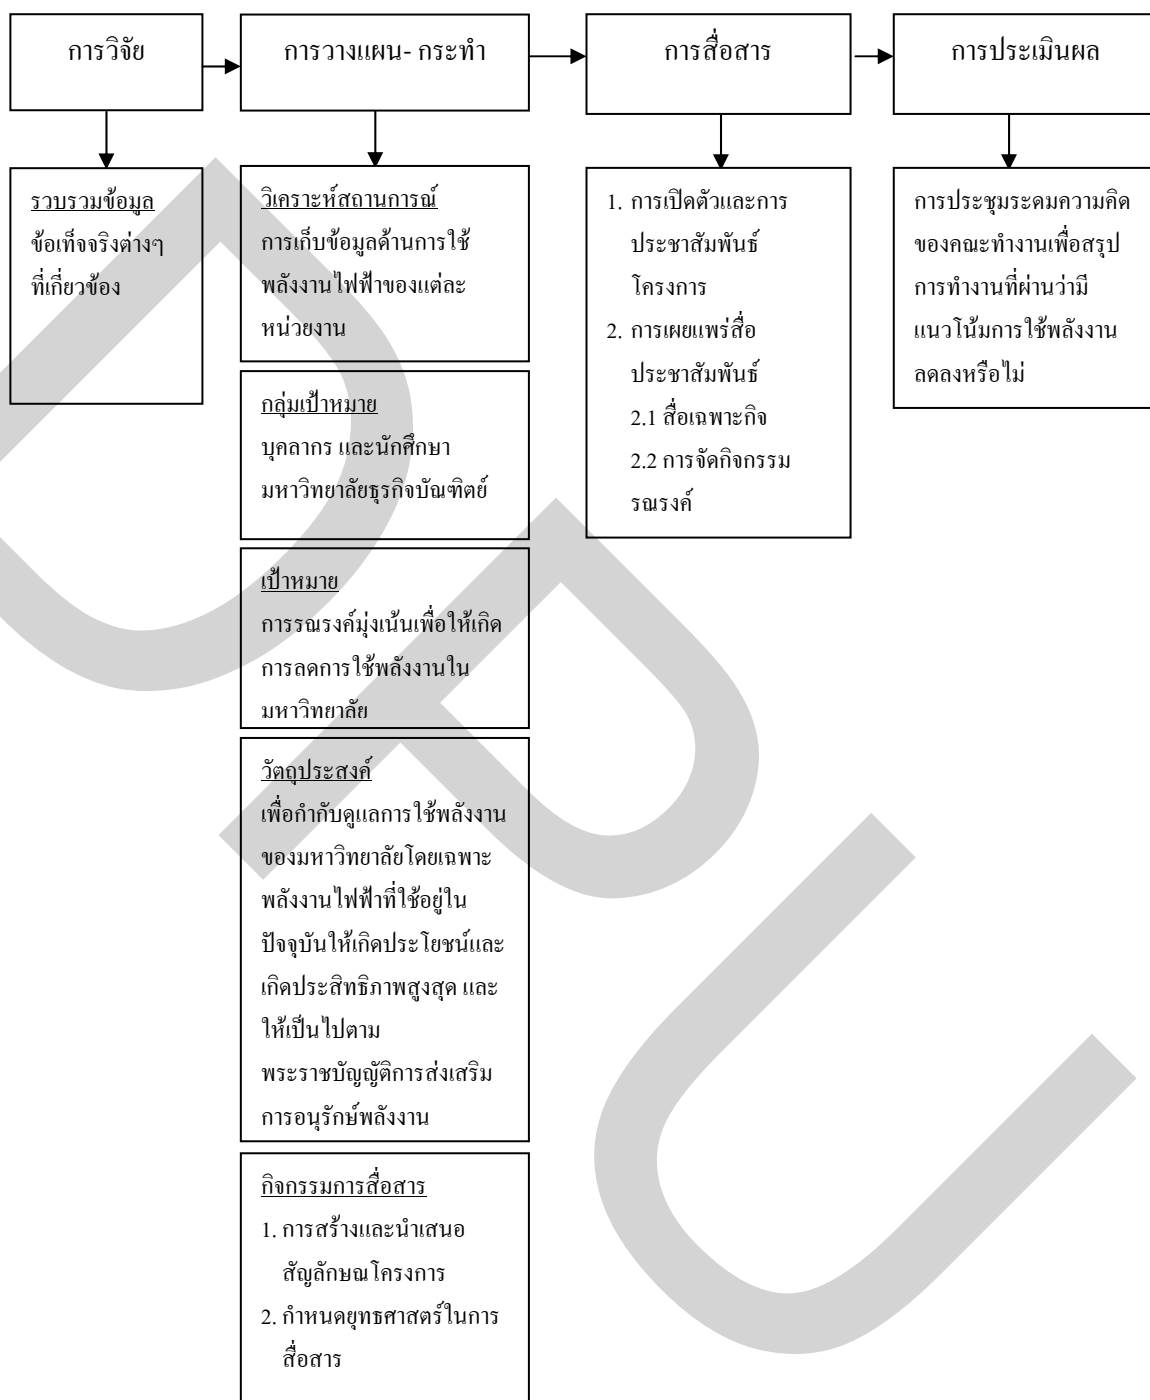 การวิจัย
การวางแผน- กระทำ
การสื่อสาร
การประเมินผล
รวบรวมข้อมูล
ข้อเท็จจริงต่างๆ
ที่เกี่ยวข้อง
วิเคราะห์สถานการณ์
การเก็บข้อมูลด้านการใช้
พลังงานไฟฟ้าของแต่ละ
หน่วยงาน
กลุ่มเป้าหมาย
บุคลากร และนักศึกษา
มหาวิทยาลัยธุรกิจบัณฑิตย์
เป้าหมาย
การรณรงค์มุ่งเน้นเพื่อให้เกิด
การลดการใช้พลังงานใน
มหาวิทยาลัย
วัตถุประสงค์
เพื่อกำกับดูแลการใช้พลังงาน
ของมหาวิทยาลัยโดยเฉพาะ
พลังงานไฟฟ้าที่ใช้อยู่ใน
ปัจจุบันให้เกิดประโยชน์และ
เกิดประสิทธิภาพสูงสุด และ
ให้เป็นไปตาม
พระราชบัญญัติการส่งเสริม
การอนุรักษ์พลังงาน
กิจกรรมการสื่อสาร
1. การสร้างและนำเสนอ
สัญลักษณโครงการ
2. กำหนดยุทธศาสตร์ในการ
สื่อสาร
1. การเปิดตัวและการ
ประชาสัมพันธ์
โครงการ
2. การเผยแพร่สื่อ
ประชาสัมพันธ์
2.1 สื่อเฉพาะกิจ
2.2 การจัดกิจกรรม
รณรงค์
การประชุมระดมความคิด
ของคณะทำงานเพื่อสรุป
การทำงานที่ผ่านว่ามี
แนวโน้มการใช้พลังงาน
ลดลงหรือไม่
DPU